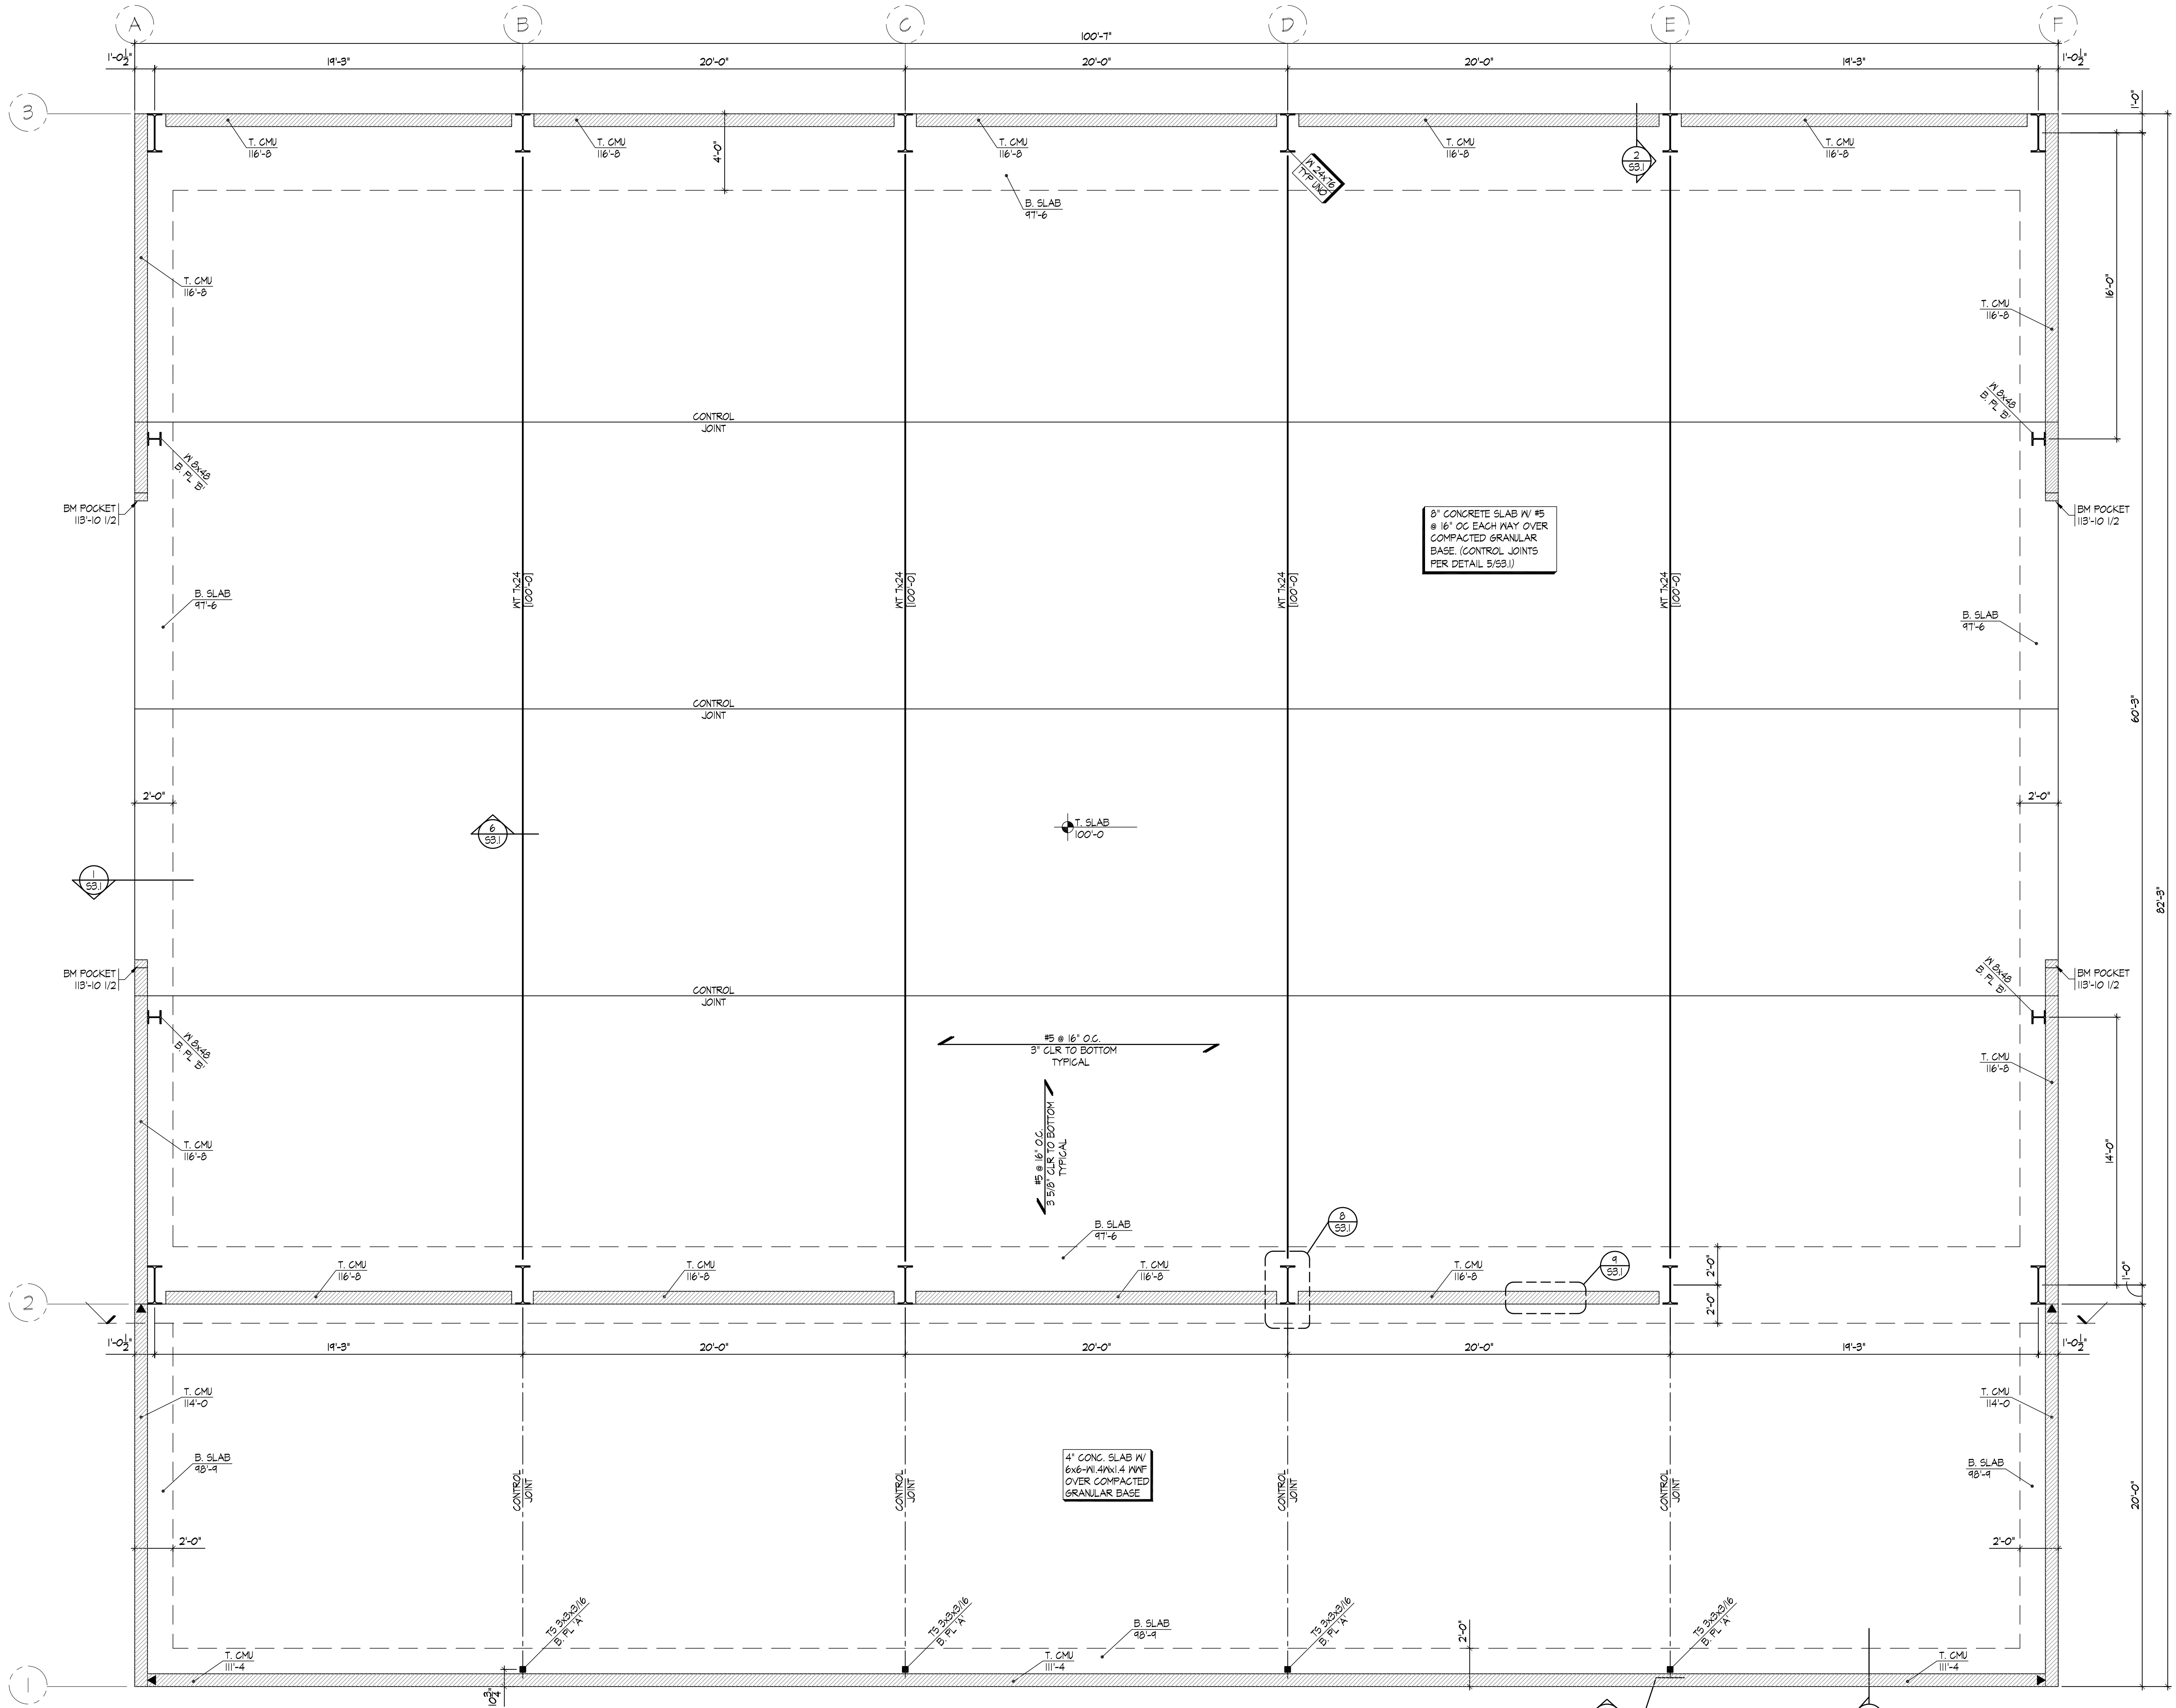 A
B
C
D
E
F
100'-7"
1'-0½"
19'-3"
20'-0"
20'-0"
20'-0"
19'-3"
1'-0½"
3
1'-0"
T. CMU
116'-8
T. CMU
116'-8
T. CMU
116'-8
T. CMU
116'-8
T. CMU
116'-8
4'-0"
W 24x76
TYP UNO
2
S3.1
B. SLAB
97'-6
T. CMU
116'-8
16'-0"
T. CMU
116'-8
CONTROL
JOINT
W 8x48
B. PL 'B'
W 8x48
B. PL 'B'
BM POCKET
113'-10 1/2
BM POCKET
113'-10 1/2
8" CONCRETE SLAB W/ #5
@ 16" OC EACH WAY OVER
COMPACTED GRANULAR
BASE. (CONTROL JOINTS
PER DETAIL 5/S3.1)
WT 7x24
[100'-0]
WT 7x24
[100'-0]
WT 7x24
[100'-0]
WT 7x24
[100'-0]
B. SLAB
97'-6
B. SLAB
97'-6
CONTROL
JOINT
60'-3"
2'-0"
2'-0"
6
S3.1
T. SLAB
100'-0
1
S3.1
82'-3"
BM POCKET
113'-10 1/2
BM POCKET
113'-10 1/2
CONTROL
JOINT
W 8x48
B. PL 'B'
W 8x48
B. PL 'B'
#5 @ 16" O.C.
3" CLR TO BOTTOM
TYPICAL
#5 @ 16" O.C.
3 5/8" CLR TO BOTTOM
TYPICAL
T. CMU
116'-8
T. CMU
116'-8
14'-0"
8
S3.1
B. SLAB
97'-6
9
S3.1
T. CMU
116'-8
T. CMU
116'-8
T. CMU
116'-8
T. CMU
116'-8
2'-0"
2'-0"
1'-0"
2
1'-0½"
19'-3"
20'-0"
20'-0"
20'-0"
19'-3"
1'-0½"
T. CMU
114'-0
T. CMU
114'-0
4" CONC. SLAB W/
6x6-W1.4Wx1.4 WWF
OVER COMPACTED
GRANULAR BASE
B. SLAB
98'-9
B. SLAB
98'-9
CONTROL
JOINT
CONTROL
JOINT
CONTROL
JOINT
CONTROL
JOINT
20'-0"
2'-0"
2'-0"
TS 3x3x3/16
B. PL 'A'
TS 3x3x3/16
B. PL 'A'
TS 3x3x3/16
B. PL 'A'
TS 3x3x3/16
B. PL 'A'
B. SLAB
98'-9
2'-0"
T. CMU
111'-4
T. CMU
111'-4
T. CMU
111'-4
1
10¾"